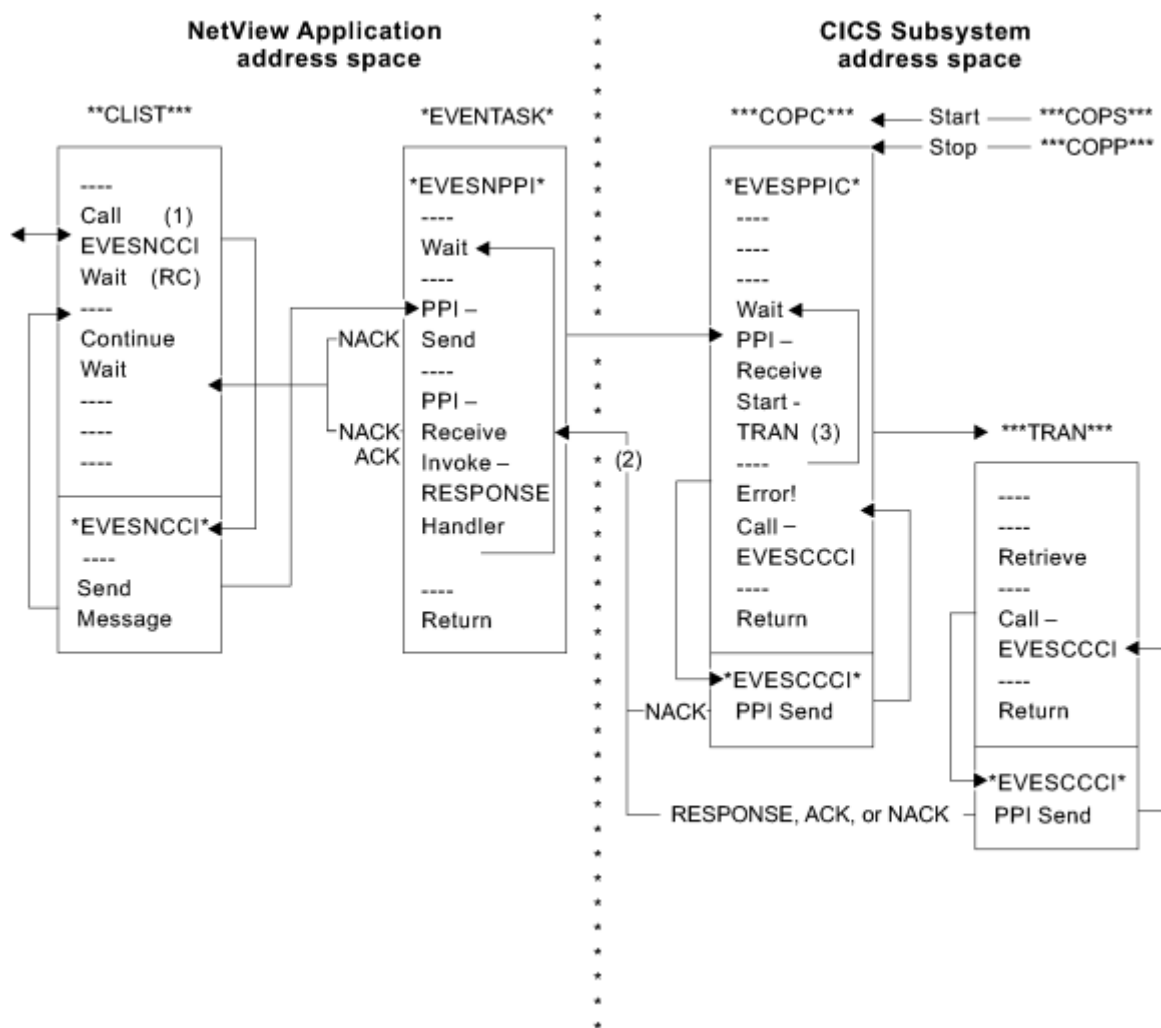 NetView Application
address space
CICS Subsystem
address space
**CLIST***
----
Call (1)
EVESNCCI
Wait (RC)
----
Continue
Wait
----
----
----
*EVESNCCI*
----
Send
Message
*EVENTASK*
*EVESNPPI*
----
Wait
----
PPI –
Send
----
PPI –
Receive
Invoke –
RESPONSE
Handler
----
Return
NACK
NACK
ACK
(2)
***COPC***
Start
***COPS***
Stop
***COPP***
*EVESPPIC*
----
----
----
Wait
PPI –
Receive
Start -
TRAN (3)
----
Error!
Call –
EVESCCCI
----
Return
*EVESCCCI*
PPI Send
NACK
***TRAN***
----
----
Retrieve
----
Call –
EVESCCCI
----
Return
*EVESCCCI*
PPI Send
RESPONSE, ACK, or NACK